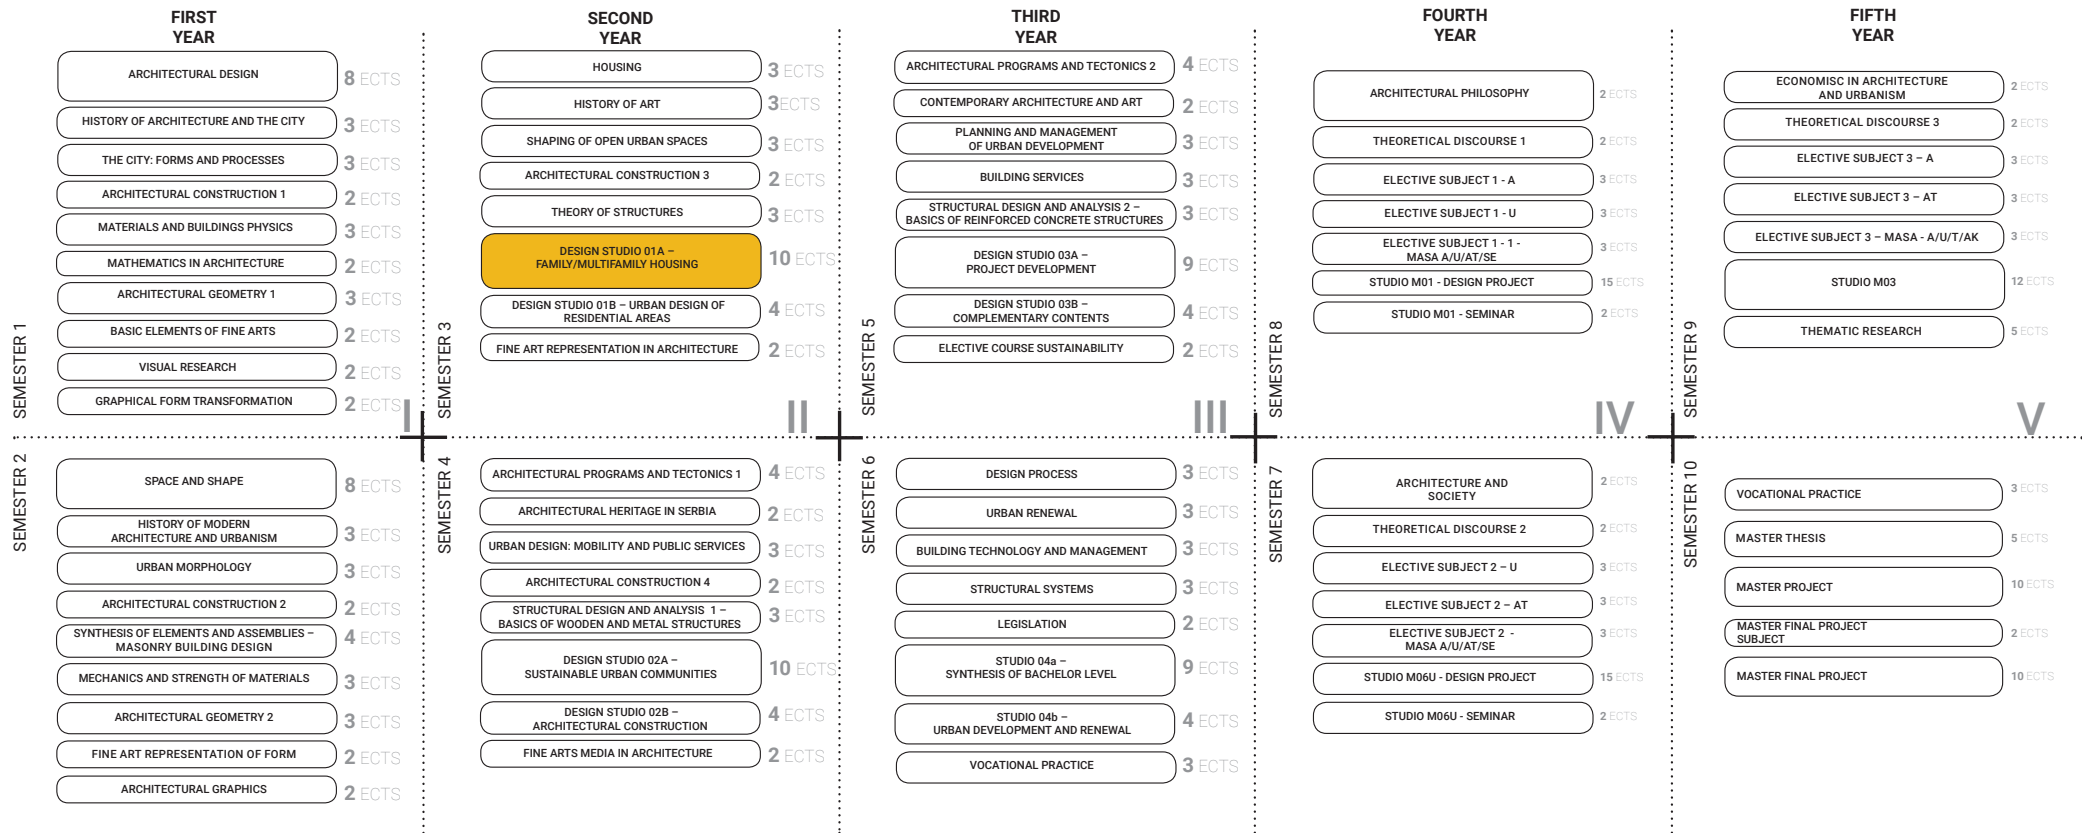 FIRST
YEAR
ARCHITECTURAL DESIGN
8 ECTS
HISTORY OF ARCHITECTURE AND THE CITY
3 ECTS
THE CITY: FORMS AND PROCESSES
3 ECTS
ARCHITECTURAL CONSTRUCTION 1
2 ECTS
MATERIALS AND BUILDINGS PHYSICS
3 ECTS
MATHEMATICS IN ARCHITECTURE
2 ECTS
ARCHITECTURAL GEOMETRY 1
3 ECTS
BASIC ELEMENTS OF FINE ARTS
2 ECTS
VISUAL RESEARCH
2 ECTS
GRAPHICAL FORM TRANSFORMATION
2 ECTS
SEMESTER 1
I
SEMESTER 2
SPACE AND SHAPE
8 ECTS
HISTORY OF MODERN
ARCHITECTURE AND URBANISM
3 ECTS
URBAN MORPHOLOGY
3 ECTS
ARCHITECTURAL CONSTRUCTION 2
2 ECTS
SYNTHESIS OF ELEMENTS AND ASSEMBLIES –
MASONRY BUILDING DESIGN
4 ECTS
MECHANICS AND STRENGTH OF MATERIALS
3 ECTS
ARCHITECTURAL GEOMETRY 2
3 ECTS
FINE ART REPRESENTATION OF FORM
2 ECTS
ARCHITECTURAL GRAPHICS
2 ECTS
SECOND
YEAR
HOUSING
3 ECTS
HISTORY OF ART
3ECTS
SHAPING OF OPEN URBAN SPACES
3 ECTS
ARCHITECTURAL CONSTRUCTION 3
2 ECTS
THEORY OF STRUCTURES
3 ECTS
DESIGN STUDIO 01A –
FAMILY/MULTIFAMILY HOUSING
10 ECTS
DESIGN STUDIO 01B – URBAN DESIGN OF
RESIDENTIAL AREAS
4 ECTS
FINE ART REPRESENTATION IN ARCHITECTURE
2 ECTS
SEMESTER 3
II
SEMESTER 4
ARCHITECTURAL PROGRAMS AND TECTONICS 1
4 ECTS
ARCHITECTURAL HERITAGE IN SERBIA
2 ECTS
URBAN DESIGN: MOBILITY AND PUBLIC SERVICES
3 ECTS
ARCHITECTURAL CONSTRUCTION 4
2 ECTS
STRUCTURAL DESIGN AND ANALYSIS 1 –
BASICS OF WOODEN AND METAL STRUCTURES
3 ECTS
DESIGN STUDIO 02A –
SUSTAINABLE URBAN COMMUNITIES
10 ECTS
DESIGN STUDIO 02B –
ARCHITECTURAL CONSTRUCTION
4 ECTS
FINE ARTS MEDIA IN ARCHITECTURE
2 ECTS
THIRD
YEAR
ARCHITECTURAL PROGRAMS AND TECTONICS 2
4 ECTS
CONTEMPORARY ARCHITECTURE AND ART
2 ECTS
PLANNING AND MANAGEMENT
OF URBAN DEVELOPMENT
3 ECTS
BUILDING SERVICES
3 ECTS
STRUCTURAL DESIGN AND ANALYSIS 2 –
BASICS OF REINFORCED CONCRETE STRUCTURES
3 ECTS
DESIGN STUDIO 03A –
PROJECT DEVELOPMENT
9 ECTS
DESIGN STUDIO 03B –
COMPLEMENTARY CONTENTS
4 ECTS
ELECTIVE COURSE SUSTAINABILITY
2 ECTS
SEMESTER 5
III
SEMESTER 6
DESIGN PROCESS
3 ECTS
URBAN RENEWAL
3 ECTS
BUILDING TECHNOLOGY AND MANAGEMENT
3 ECTS
STRUCTURAL SYSTEMS
3 ECTS
LEGISLATION
2 ECTS
STUDIO 04a –
SYNTHESIS OF BACHELOR LEVEL
9 ECTS
STUDIO 04b –
URBAN DEVELOPMENT AND RENEWAL
4 ECTS
VOCATIONAL PRACTICE
3 ECTS
FOURTH
YEAR
ARCHITECTURAL PHILOSOPHY
2 ECTS
THEORETICAL DISCOURSE 1
2 ECTS
ELECTIVE SUBJECT 1 - A
3 ECTS
ELECTIVE SUBJECT 1 - U
3 ECTS
ELECTIVE SUBJECT 1 - 1 -
MASA A/U/AT/SE
3 ECTS
STUDIO M01 - DESIGN PROJECT
15 ECTS
STUDIO M01 - SEMINAR
2 ECTS
SEMESTER 8
IV
SEMESTER 7
ARCHITECTURE AND
SOCIETY
2 ECTS
THEORETICAL DISCOURSE 2
2 ECTS
ELECTIVE SUBJECT 2 – U
3 ECTS
ELECTIVE SUBJECT 2 – AT
3 ECTS
ELECTIVE SUBJECT 2 -
MASA A/U/AT/SE
3 ECTS
STUDIO M06U - DESIGN PROJECT
15 ECTS
STUDIO M06U - SEMINAR
2 ECTS
FIFTH
YEAR
ECONOMISC IN ARCHITECTURE
AND URBANISM
2 ECTS
THEORETICAL DISCOURSE 3
2 ECTS
ELECTIVE SUBJECT 3 – A
3 ECTS
ELECTIVE SUBJECT 3 – AT
3 ECTS
ELECTIVE SUBJECT 3 – MASA - A/U/T/AK
3 ECTS
STUDIO M03
12 ECTS
THEMATIC RESEARCH
5 ECTS
SEMESTER 9
V
SEMESTER 10
VOCATIONAL PRACTICE
3 ECTS
MASTER THESIS
5 ECTS
MASTER PROJECT
10 ECTS
MASTER FINAL PROJECT
SUBJECT
2 ECTS
MASTER FINAL PROJECT
10 ECTS